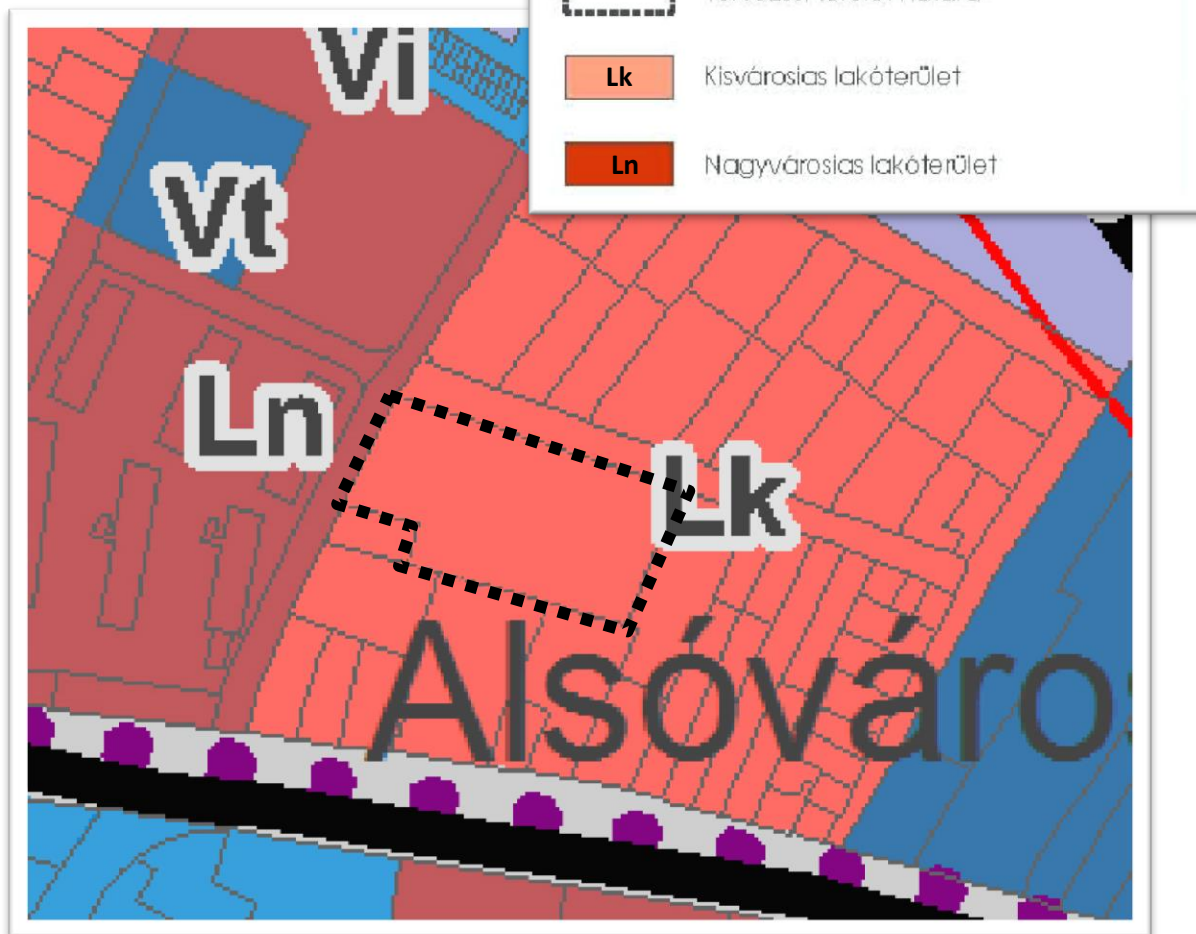 Lk Kisvárosias lakóterület
Ln Nagyvárosias lakóterület
Vi
Vt
Ln
Lk
Alsóváros